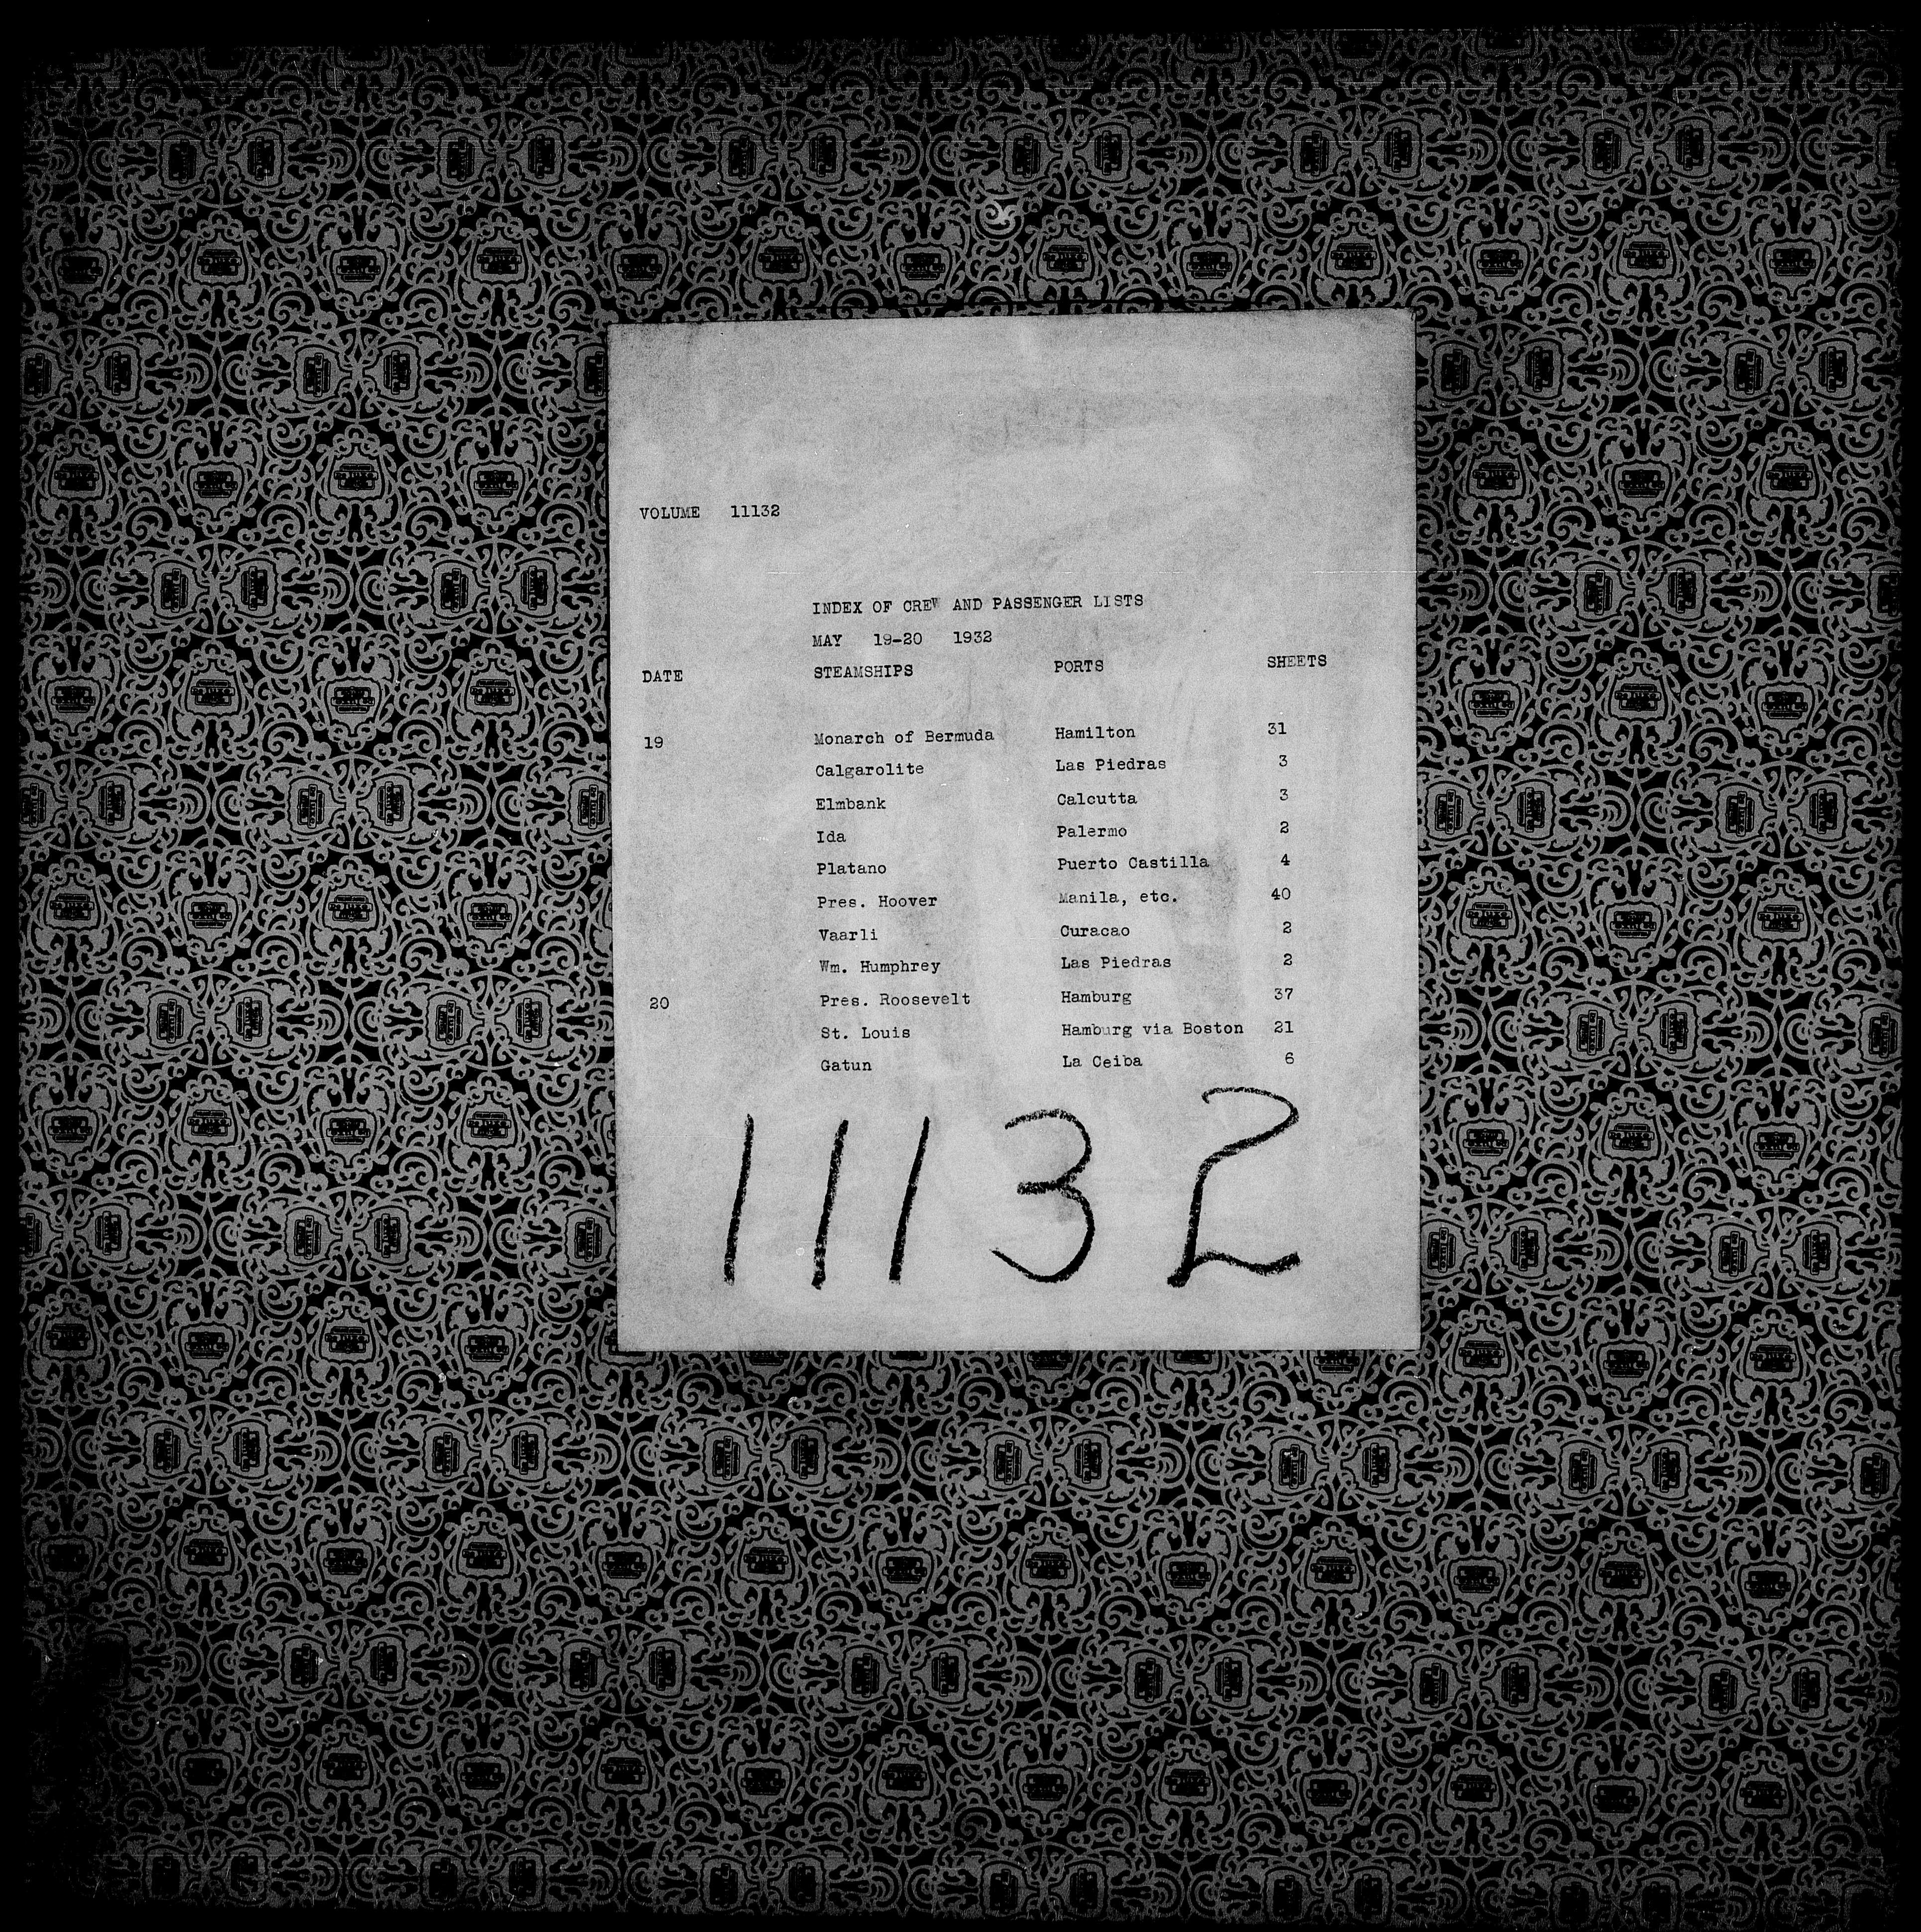 VOLUME 11132
INDEX OF CREW AND PASSENGER LISTS
MAY 19-20 1932
DATE STEAMSHIPS PORTS SHEETS
19 Monarch of Bermuda Hamilton 31
Calgarolite Las Piedras 3
Elmbank Calcutta 3
Ida Palermo 2
Platano Puerto Castilla 4
Pres. Hoover Manila, etc. 40
Vaarli Curacao 2
Wm. Humphrey Las Piedras 2
20 Pres. Roosevelt Hamburg 37
St. Louis Hamburg via Boston 21
Gatun La Ceiba 6
11132